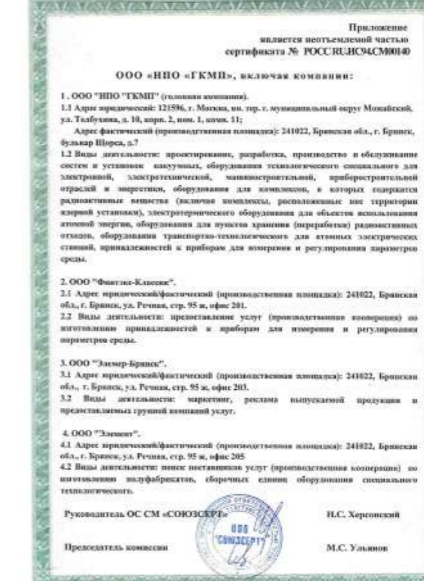 Приложение
является неотъемлемой частью
сертификата № РОСС RU.НС94.СМ00140
ООО «НПО «ГКМП», включая компании:
1. ООО "НПО "ГКМП" (головная компания).
1.1 Адрес юридический: 121596, г. Москва, вн. тер. г. муниципальный округ Можайский,
ул. Толбухина, д. 10, корп. 2, пом. 1, комн. 11;
Адрес фактический (производственная площадка): 241022, Брянская обл., г. Брянск,
бульвар Щорса, д.7
1.2 Виды деятельности: проектирование, разработка, производство и обслуживание
систем и установок вакуумных, оборудования технологического специального для
электронной, электротехнической, машиностроительной, приборостроительной
отраслей и энергетики, оборудования для комплексов, в которых содержатся
радиоактивные вещества (включая комплексы, расположенные вне территории
ядерной установки), электротермического оборудования для объектов использования
атомной энергии, оборудования для пунктов хранения (переработки) радиоактивных
отходов, оборудования транспортно-технологического для атомных электрических
станций, принадлежностей к приборам для измерения и регулирования параметров
среды.
2. ООО "Финтэка-Классик".
2.1 Адрес юридический/фактический (производственная площадка): 241022, Брянская
обл., г. Брянск, ул. Речная, стр. 95 ж, офис 201.
2.2 Виды деятельности: предоставление услуг (производственная кооперация) по
изготовлению принадлежностей к приборам для измерения и регулирования
параметров среды.
3. ООО "Элемер-Брянск".
3.1 Адрес юридический/фактический (производственная площадка): 241022, Брянская
обл., г. Брянск, ул. Речная, стр. 95 ж, офис 203.
3.2 Виды деятельности: маркетинг, реклама выпускаемой продукции и
предоставляемых группой компаний услуг.
4. ООО "Элемент".
4.1 Адрес юридический/фактический (производственная площадка): 241022, Брянская
обл., г. Брянск, ул. Речная, стр. 95 ж, офис 205
4.2 Виды деятельности: поиск поставщиков услуг (производственная кооперация) по
изготовлению полуфабрикатов, сборочных единиц оборудования специального
технологического.
Руководитель ОС СМ «СОЮЗСЕРТ» Н.С. Херсонский
ООО
"СОЮЗСЕРТ"
Председатель комиссии М.С. Ульянов